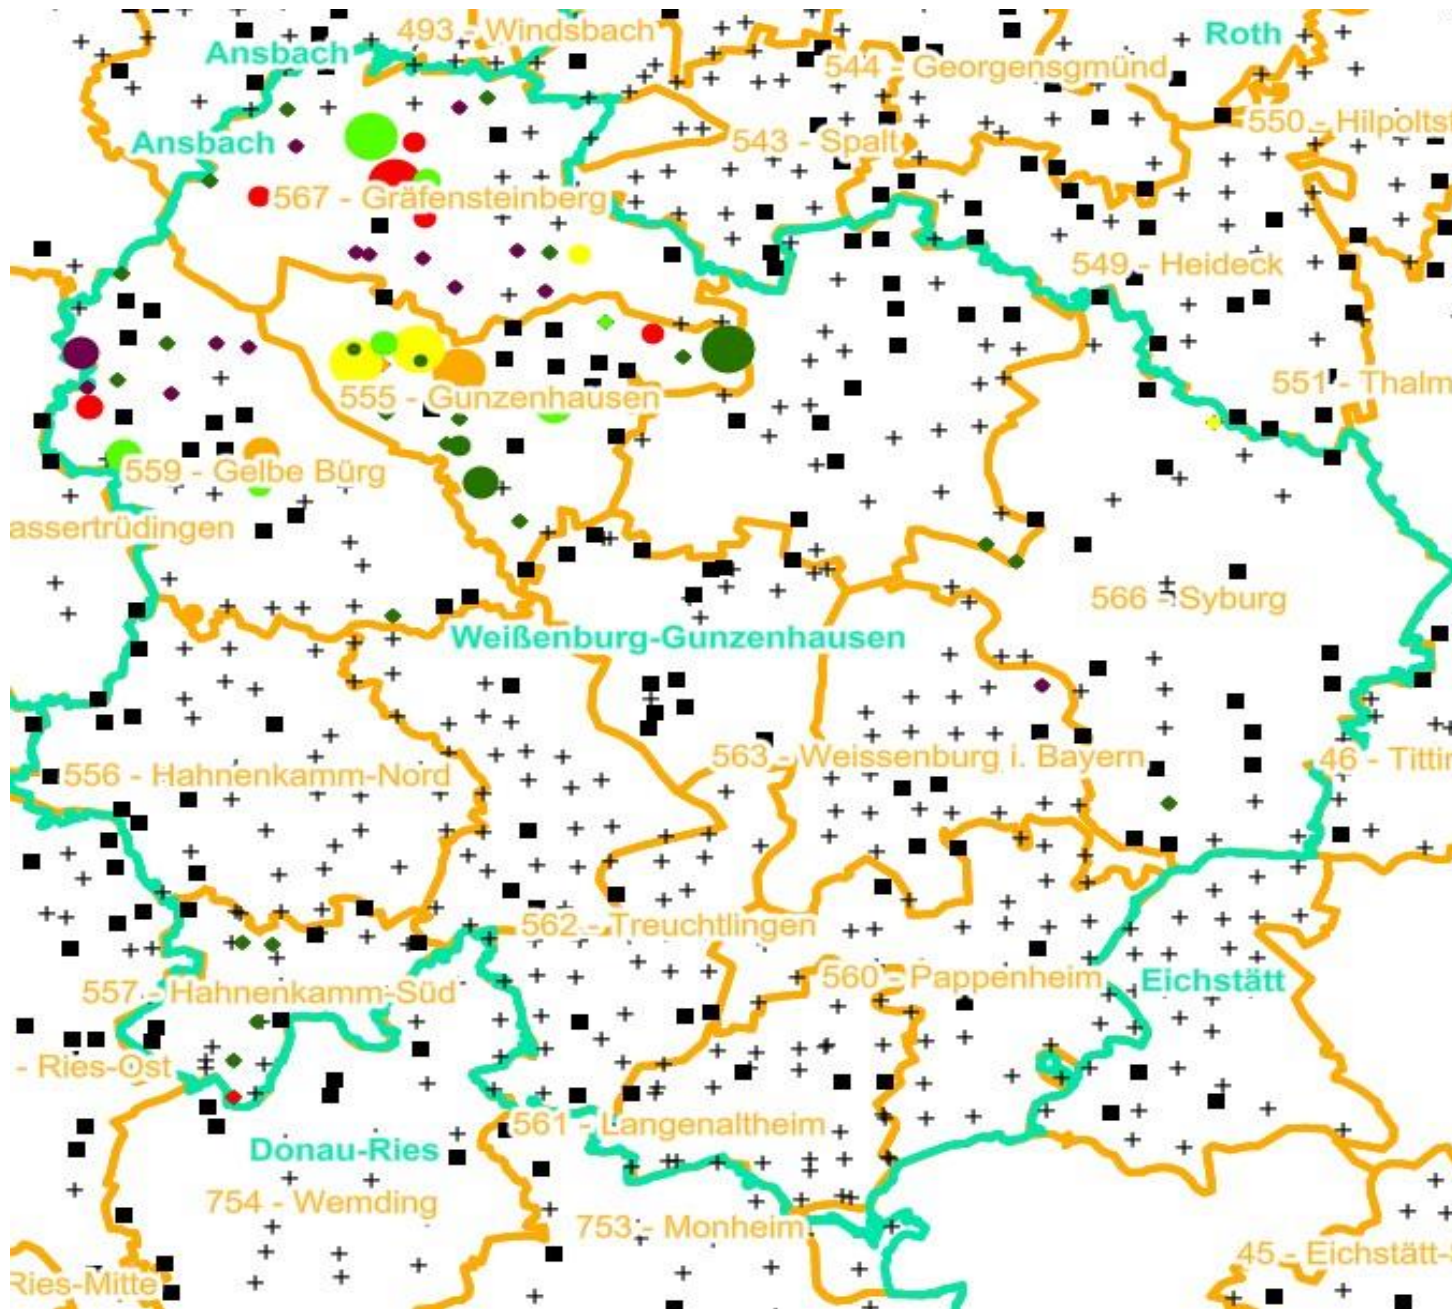 493 - Windsbach
Roth
Ansbach
544 - Georgensgmünd
550 - Hilpoltst
Ansbach
543 - Spalt
567 - Gräfensteinberg
549 - Heideck
551 - Thalm
555 - Gunzenhausen
559 - Gelbe Bürg
assertrüdingen
566 - Syburg
Weißenburg-Gunzenhausen
563 - Weissenburg i. Bayern
46 - Tittin
556 - Hahnenkamm-Nord
562 - Treuchtlingen
560 - Pappenheim
Eichstätt
557 - Hahnenkamm-Süd
- Ries-Ost
561 - Langenaltheim
Donau-Ries
754 - Wemding
753 - Monheim
45 - Eichstätt-
Ries-Mitte